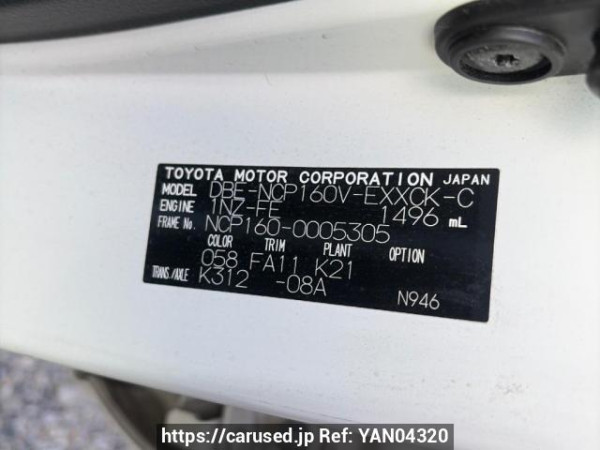 TOYOTA MOTOR CORPORATION JAPAN
MODEL DBE-NCP160V-EXXCK-C
ENGINE 1NZ-FE 1496 mL
FRAME No. NCP160-0005305
COLOR TRIM PLANT OPTION
058 FA11 K21
TRANS./AXLE K312 -08A
N946
https://carused.jp Ref: YAN04320